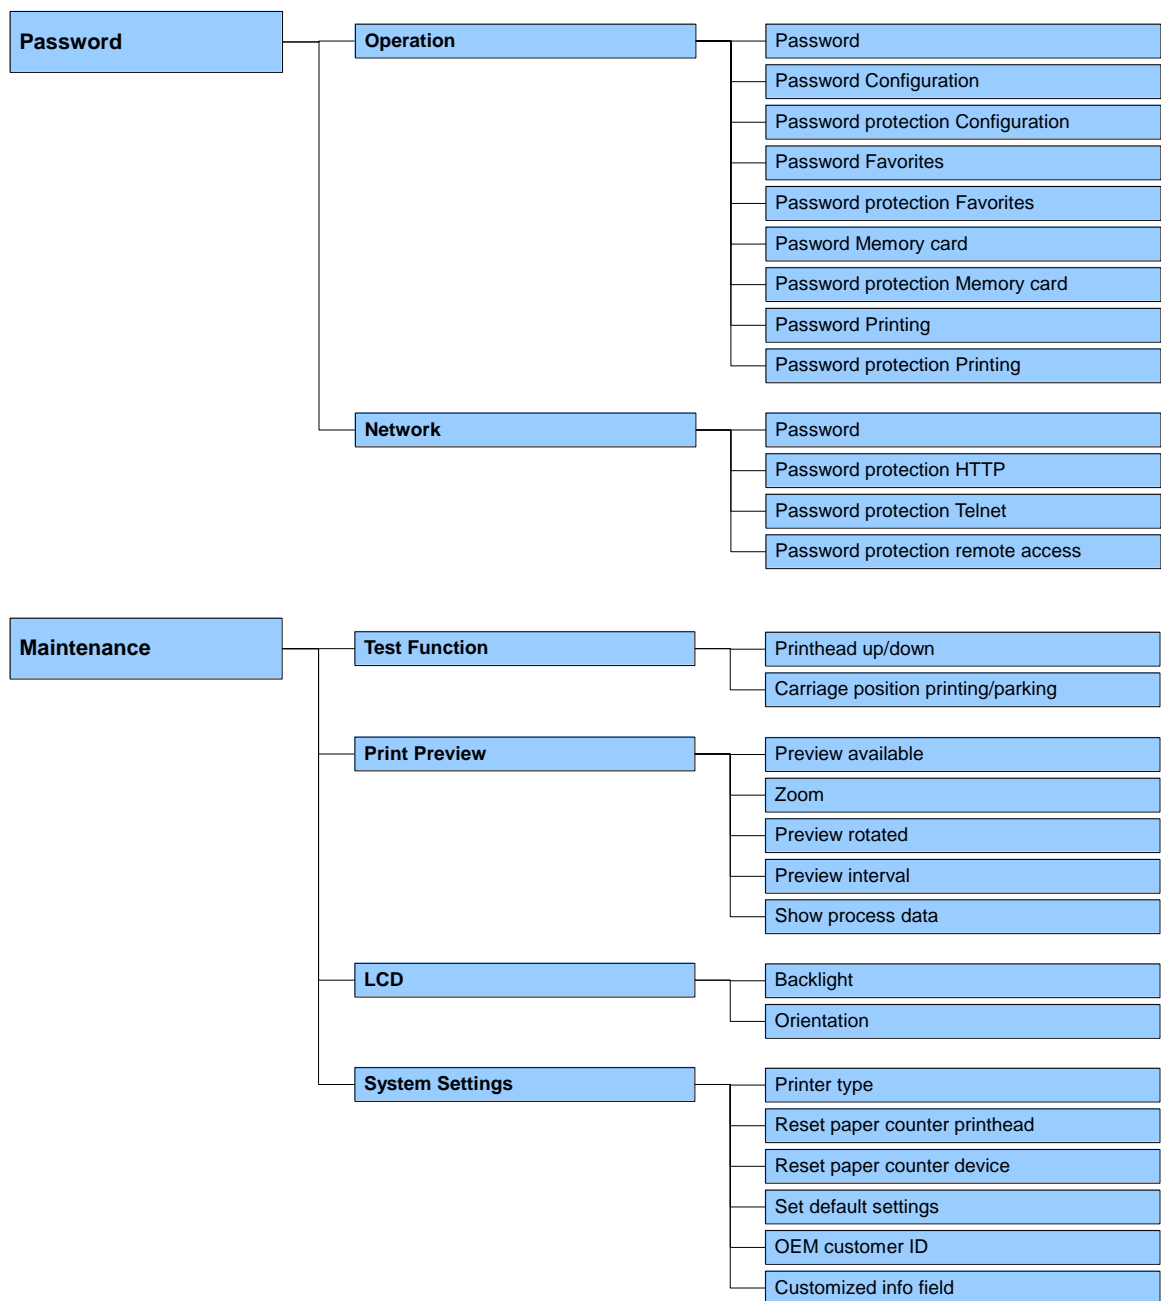 Password
Operation
Password
Password Configuration
Password protection Configuration
Password Favorites
Password protection Favorites
Pasword Memory card
Password protection Memory card
Password Printing
Password protection Printing
Network
Password
Password protection HTTP
Password protection Telnet
Password protection remote access
Maintenance
Test Function
Printhead up/down
Carriage position printing/parking
Print Preview
Preview available
Zoom
Preview rotated
Preview interval
Show process data
LCD
Backlight
Orientation
System Settings
Printer type
Reset paper counter printhead
Reset paper counter device
Set default settings
OEM customer ID
Customized info field